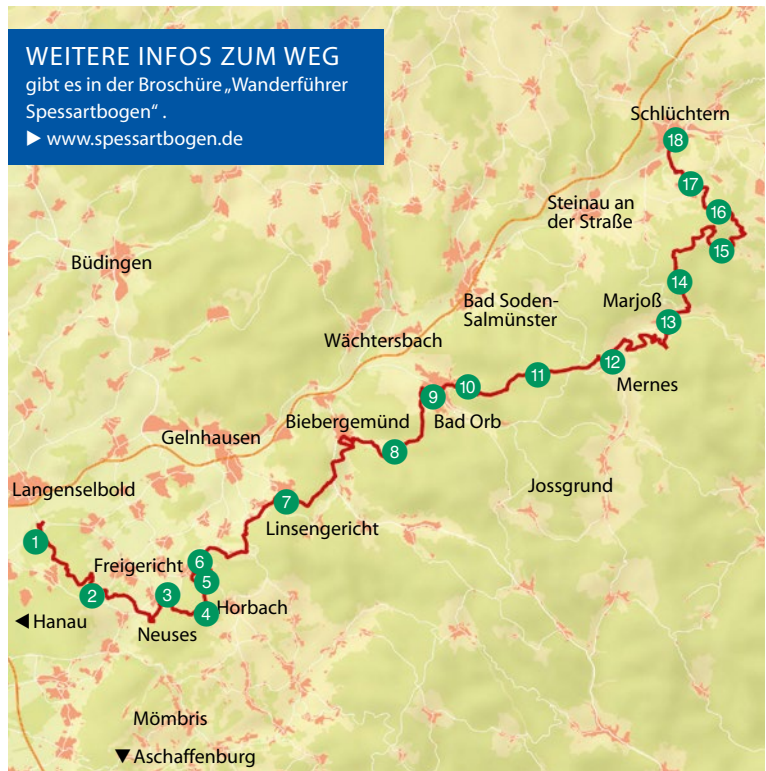 WEITERE INFOS ZUM WEG
gibt es in der Broschüre „Wanderführer
Spessartbogen“ .
▶ www.spessartbogen.de
Schlüchtern
18
17
Steinau an
der Straße
16
15
Büdingen
14
Bad Soden-
Salmünster
Marjoß
13
Wächtersbach
12
11
Mernes
10
9
Biebergemünd
Bad Orb
Gelnhausen
8
Jossgrund
Langenselbold
7
Linsengericht
1
Freigericht
6
5
2
3
4
Horbach
◀ Hanau
Neuses
Mömbris
▼ Aschaffenburg